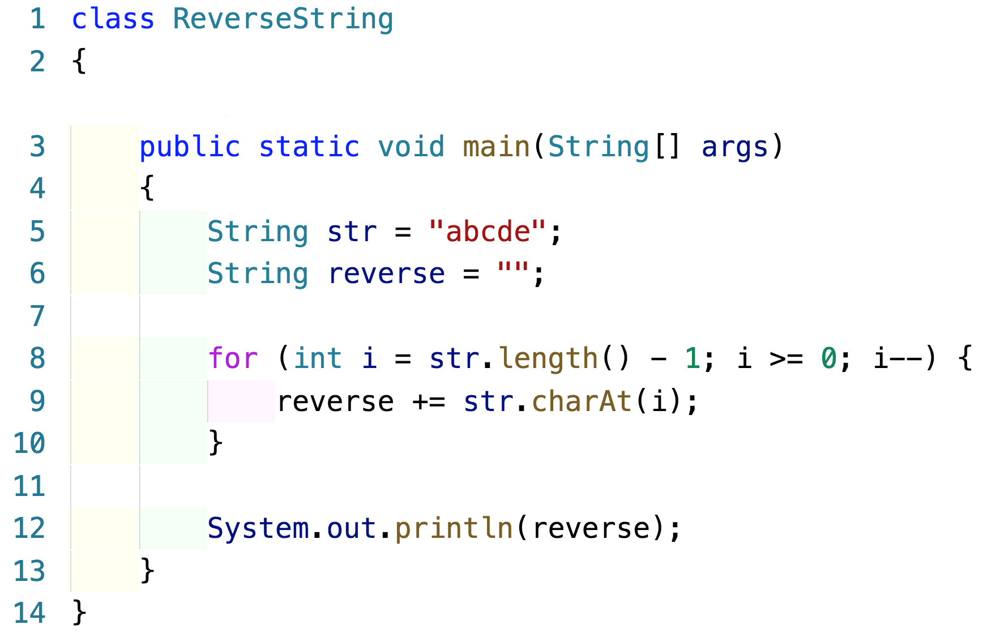 1 class ReverseString
2 {
3     public static void main(String[] args)
4     {
5         String str = "abcde";
6         String reverse = "";
7
8         for (int i = str.length() - 1; i >= 0; i--) {
9             reverse += str.charAt(i);
10         }
11
12         System.out.println(reverse);
13     }
14 }